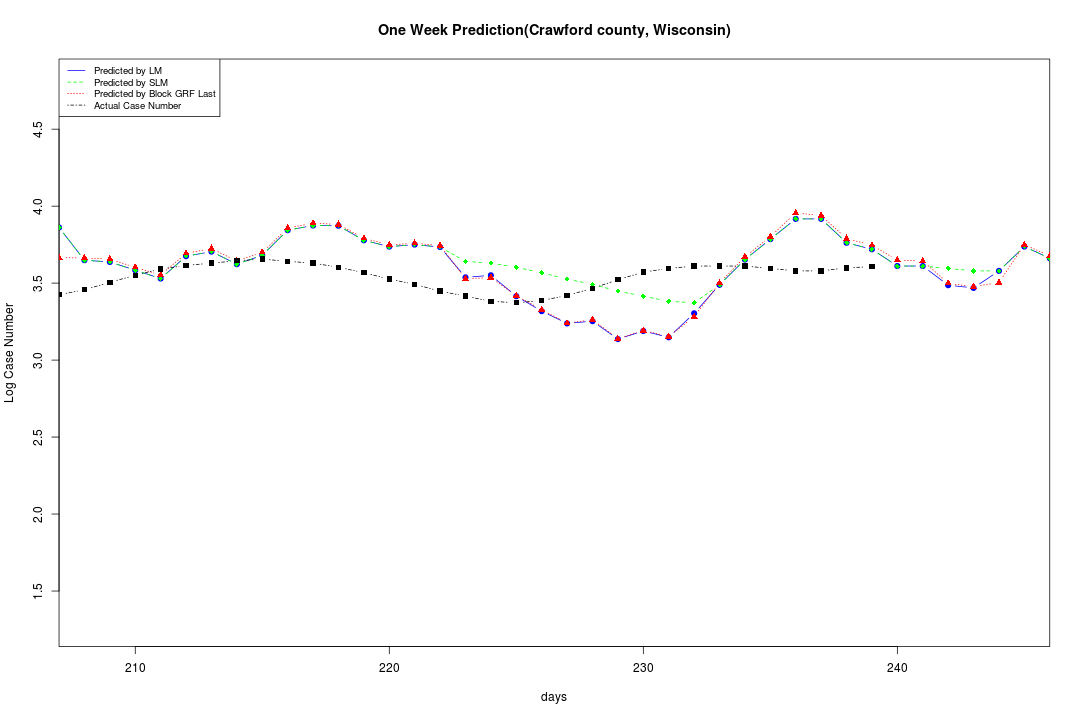 One Week Prediction(Crawford county, Wisconsin)
Predicted by LM
Predicted by SLM
Predicted by Block GRF Last
Actual Case Number
Log Case Number
4.5
4.0
3.5
3.0
2.5
2.0
1.5
210 220 230 240
days